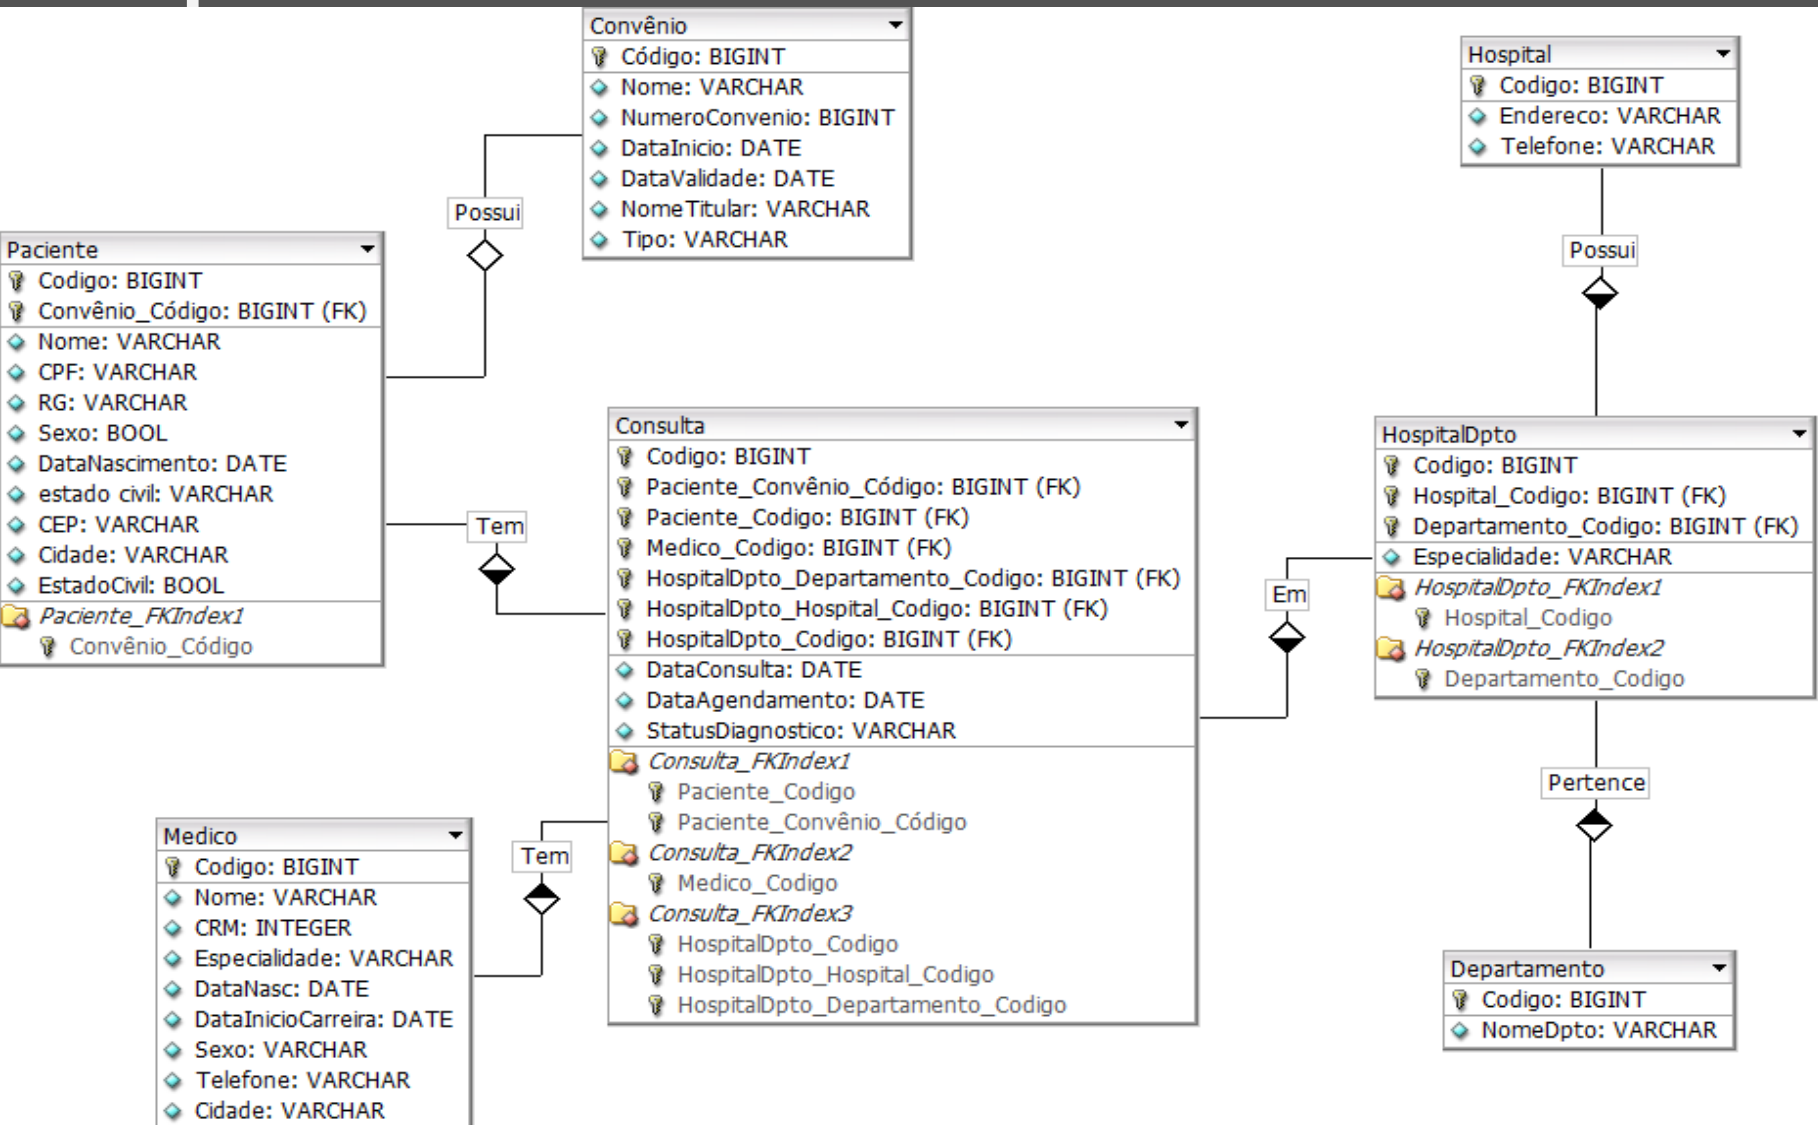 Convênio
Código: BIGINT
Nome: VARCHAR
NumeroConvenio: BIGINT
DataInicio: DATE
DataValidade: DATE
NomeTitular: VARCHAR
Tipo: VARCHAR
Hospital
Codigo: BIGINT
Endereco: VARCHAR
Telefone: VARCHAR
Possui
Possui
Paciente
Codigo: BIGINT
Convênio_Código: BIGINT (FK)
Nome: VARCHAR
CPF: VARCHAR
RG: VARCHAR
Sexo: BOOL
DataNascimento: DATE
estado civil: VARCHAR
CEP: VARCHAR
Cidade: VARCHAR
EstadoCivil: BOOL
Paciente_FKIndex1
Convênio_Código
Tem
Consulta
Codigo: BIGINT
Paciente_Convênio_Código: BIGINT (FK)
Paciente_Codigo: BIGINT (FK)
Medico_Codigo: BIGINT (FK)
HospitalDpto_Departamento_Codigo: BIGINT (FK)
HospitalDpto_Hospital_Codigo: BIGINT (FK)
HospitalDpto_Codigo: BIGINT (FK)
DataConsulta: DATE
DataAgendamento: DATE
StatusDiagnostico: VARCHAR
Consulta_FKIndex1
Paciente_Codigo
Paciente_Convênio_Código
Consulta_FKIndex2
Medico_Codigo
Consulta_FKIndex3
HospitalDpto_Codigo
HospitalDpto_Hospital_Codigo
HospitalDpto_Departamento_Codigo
Em
HospitalDpto
Codigo: BIGINT
Hospital_Codigo: BIGINT (FK)
Departamento_Codigo: BIGINT (FK)
Especialidade: VARCHAR
HospitalDpto_FKIndex1
Hospital_Codigo
HospitalDpto_FKIndex2
Departamento_Codigo
Pertence
Tem
Medico
Codigo: BIGINT
Nome: VARCHAR
CRM: INTEGER
Especialidade: VARCHAR
DataNasc: DATE
DataInicioCarreira: DATE
Sexo: VARCHAR
Telefone: VARCHAR
Cidade: VARCHAR
Departamento
Codigo: BIGINT
NomeDpto: VARCHAR